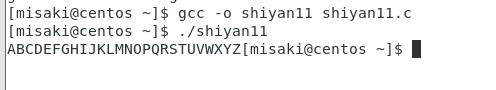 [misaki@centos ~]$ gcc -o shiyan11 shiyan11.c
[misaki@centos ~]$ ./shiyan11
ABCDEFGHIJKLMNOPQRSTUVWXYZ[misaki@centos ~]$